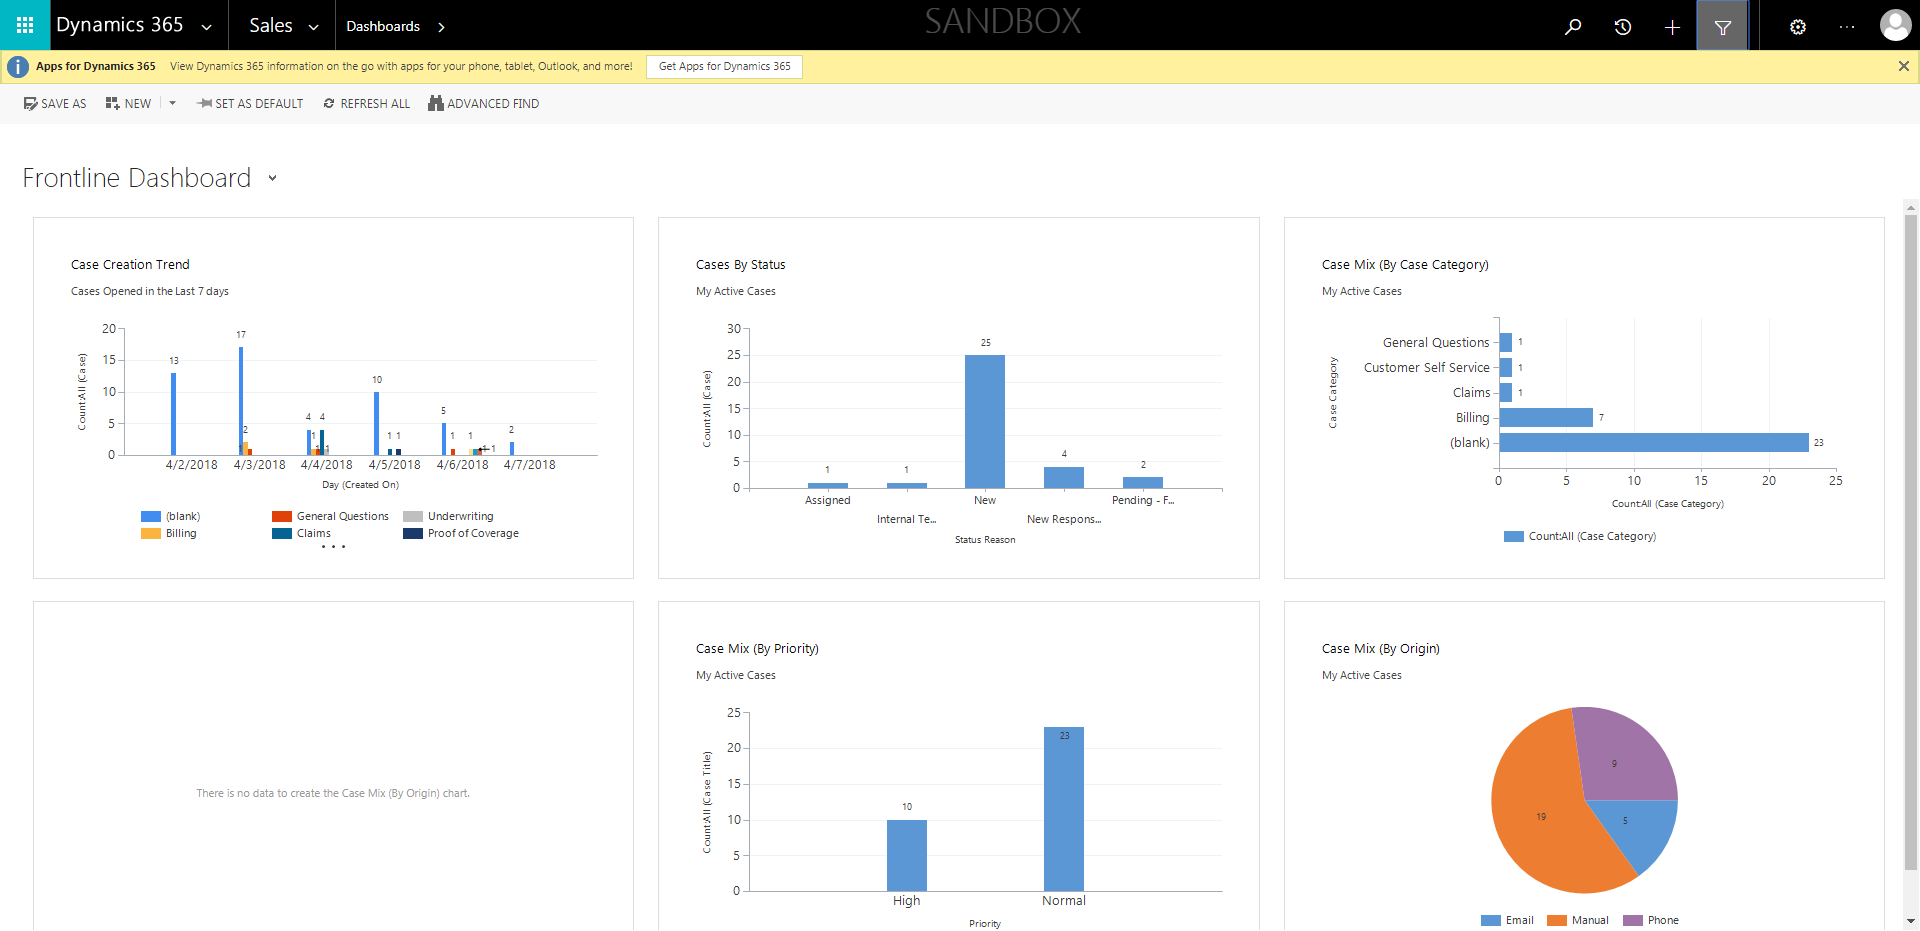 Dynamics 365
Sales
Dashboards
SANDBOX
Apps for Dynamics 365 View Dynamics 365 information on the go with apps for your phone, tablet, Outlook, and more! Get Apps for Dynamics 365
SAVE AS NEW SET AS DEFAULT REFRESH ALL ADVANCED FIND
Frontline Dashboard
Case Creation Trend
Cases Opened in the Last 7 days
Count:All (Case)
20
15
10
5
0
13
17
2
4 4
1
10
1 1
5
1 1
1
2
4/2/2018 4/3/2018 4/4/2018 4/5/2018 4/6/2018 4/7/2018
Day (Created On)
(blank) General Questions Underwriting
Billing Claims Proof of Coverage
Cases By Status
My Active Cases
Count:All (Case)
30
25
20
15
10
5
0
1 1 25 4 2
Assigned New Pending - F...
Internal Te... New Respons...
Status Reason
Case Mix (By Case Category)
My Active Cases
Case Category
General Questions 1
Customer Self Service 1
Claims 1
Billing 7
(blank) 23
0 5 10 15 20 25
Count:All (Case Category)
Count:All (Case Category)
There is no data to create the Case Mix (By Origin) chart.
Case Mix (By Priority)
My Active Cases
Count:All (Case Title)
25
20
15
10
5
0
10 23
High Normal
Priority
Case Mix (By Origin)
My Active Cases
9
19 5
Email Manual Phone